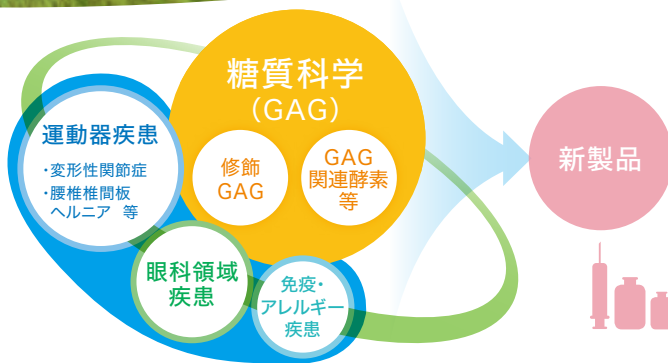 糖質科学
（GAG）
修飾
GAG
GAG
関連酵素
等
運動器疾患
・変形性関節症
・腰椎椎間板
ヘルニア 等
眼科領域
疾患
免疫・
アレルギー
疾患
新製品